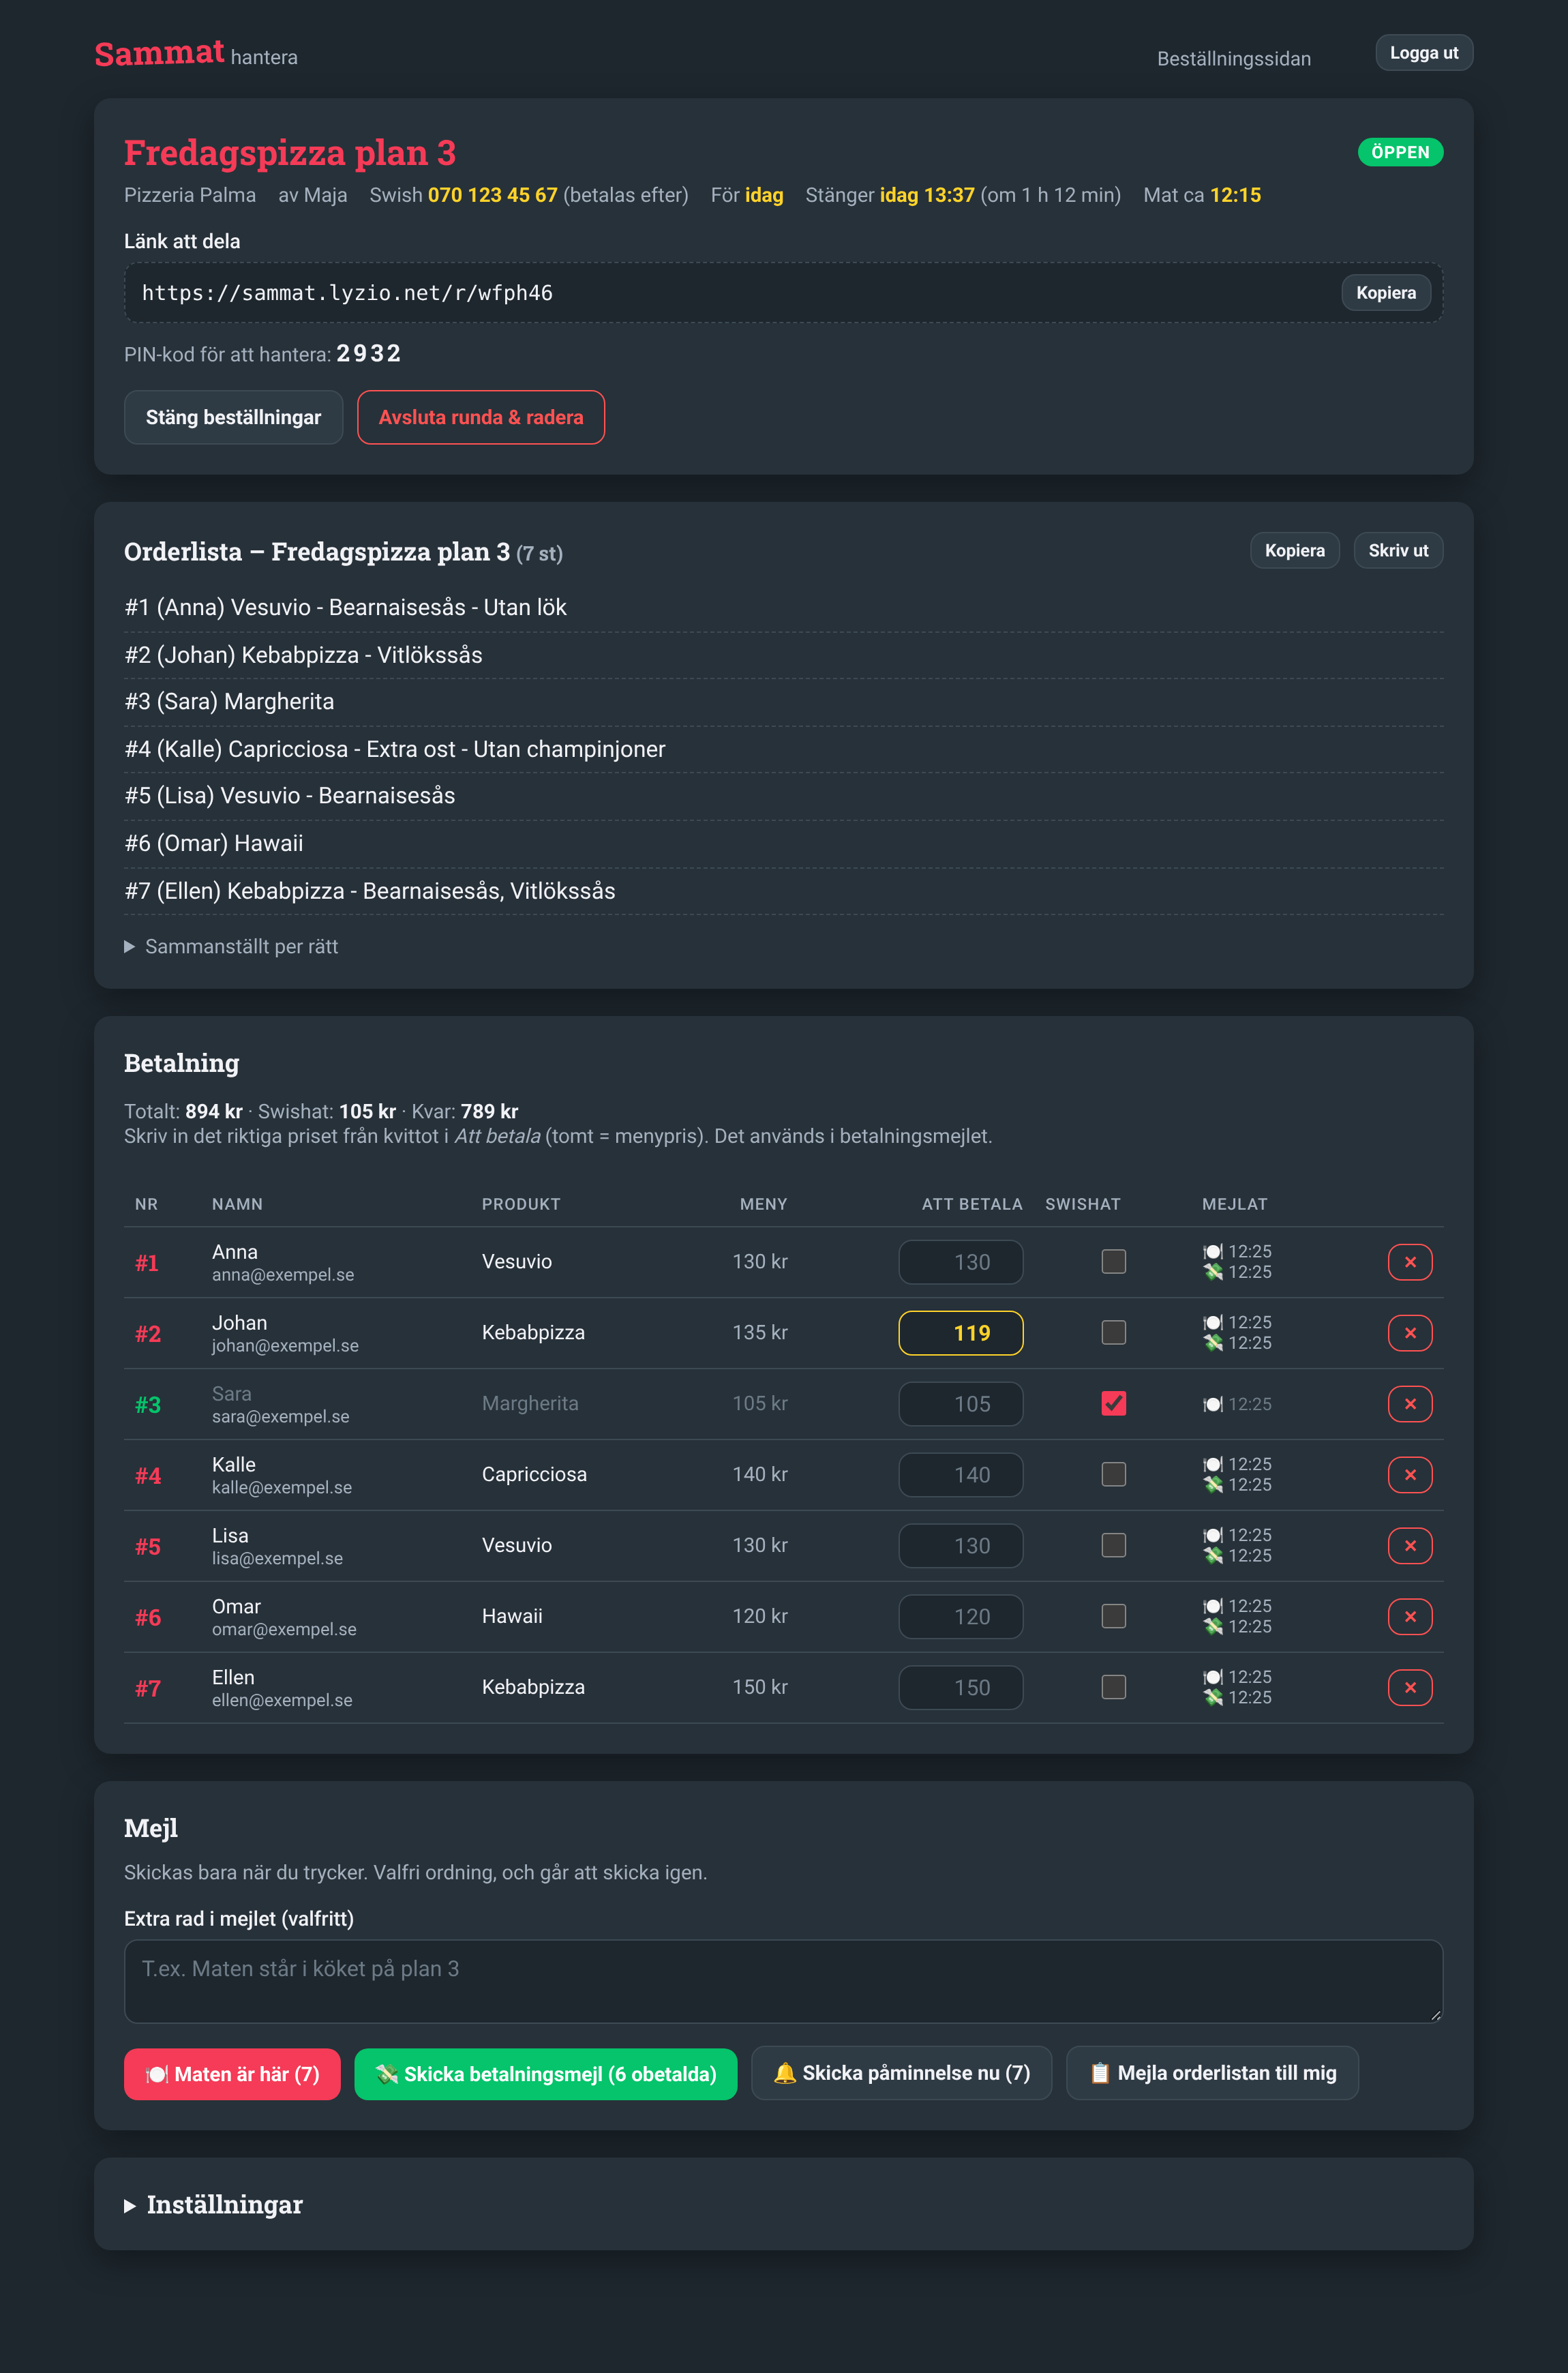 Sammat hantera
Beställningssidan
Logga ut
Fredagspizza plan 3
ÖPPEN
Pizzeria Palma av Maja Swish 070 123 45 67 (betalas efter) För idag Stänger idag 13:37 (om 1 h 12 min) Mat ca 12:15
Länk att dela
https://sammat.lyzio.net/r/wfph46
Kopiera
PIN-kod för att hantera: 2932
Stäng beställningar
Avsluta runda & radera
Orderlista – Fredagspizza plan 3 (7 st)
Kopiera
Skriv ut
#1 (Anna) Vesuvio - Bearnaisesås - Utan lök
#2 (Johan) Kebabpizza - Vitlökssås
#3 (Sara) Margherita
#4 (Kalle) Capricciosa - Extra ost - Utan champinjoner
#5 (Lisa) Vesuvio - Bearnaisesås
#6 (Omar) Hawaii
#7 (Ellen) Kebabpizza - Bearnaisesås, Vitlökssås
▶ Sammanställt per rätt
Betalning
Totalt: 894 kr · Swishat: 105 kr · Kvar: 789 kr
Skriv in det riktiga priset från kvittot i Att betala (tomt = menypris). Det används i betalningsmejlet.
NR NAMN PRODUKT MENY ATT BETALA SWISHAT MEJLAT
#1 Anna Vesuvio 130 kr 130 🍽️ 12:25
anna@exempel.se 💸 12:25 ×
#2 Johan Kebabpizza 135 kr 119 🍽️ 12:25
johan@exempel.se 💸 12:25 ×
#3 Sara Margherita 105 kr 105 🍽️ 12:25
sara@exempel.se ×
#4 Kalle Capricciosa 140 kr 140 🍽️ 12:25
kalle@exempel.se 💸 12:25 ×
#5 Lisa Vesuvio 130 kr 130 🍽️ 12:25
lisa@exempel.se 💸 12:25 ×
#6 Omar Hawaii 120 kr 120 🍽️ 12:25
omar@exempel.se 💸 12:25 ×
#7 Ellen Kebabpizza 150 kr 150 🍽️ 12:25
ellen@exempel.se 💸 12:25 ×
Mejl
Skickas bara när du trycker. Valfri ordning, och går att skicka igen.
Extra rad i mejlet (valfritt)
T.ex. Maten står i köket på plan 3
🍽️ Maten är här (7)
💸 Skicka betalningsmejl (6 obetalda)
🔔 Skicka påminnelse nu (7)
📋 Mejla orderlistan till mig
▶ Inställningar